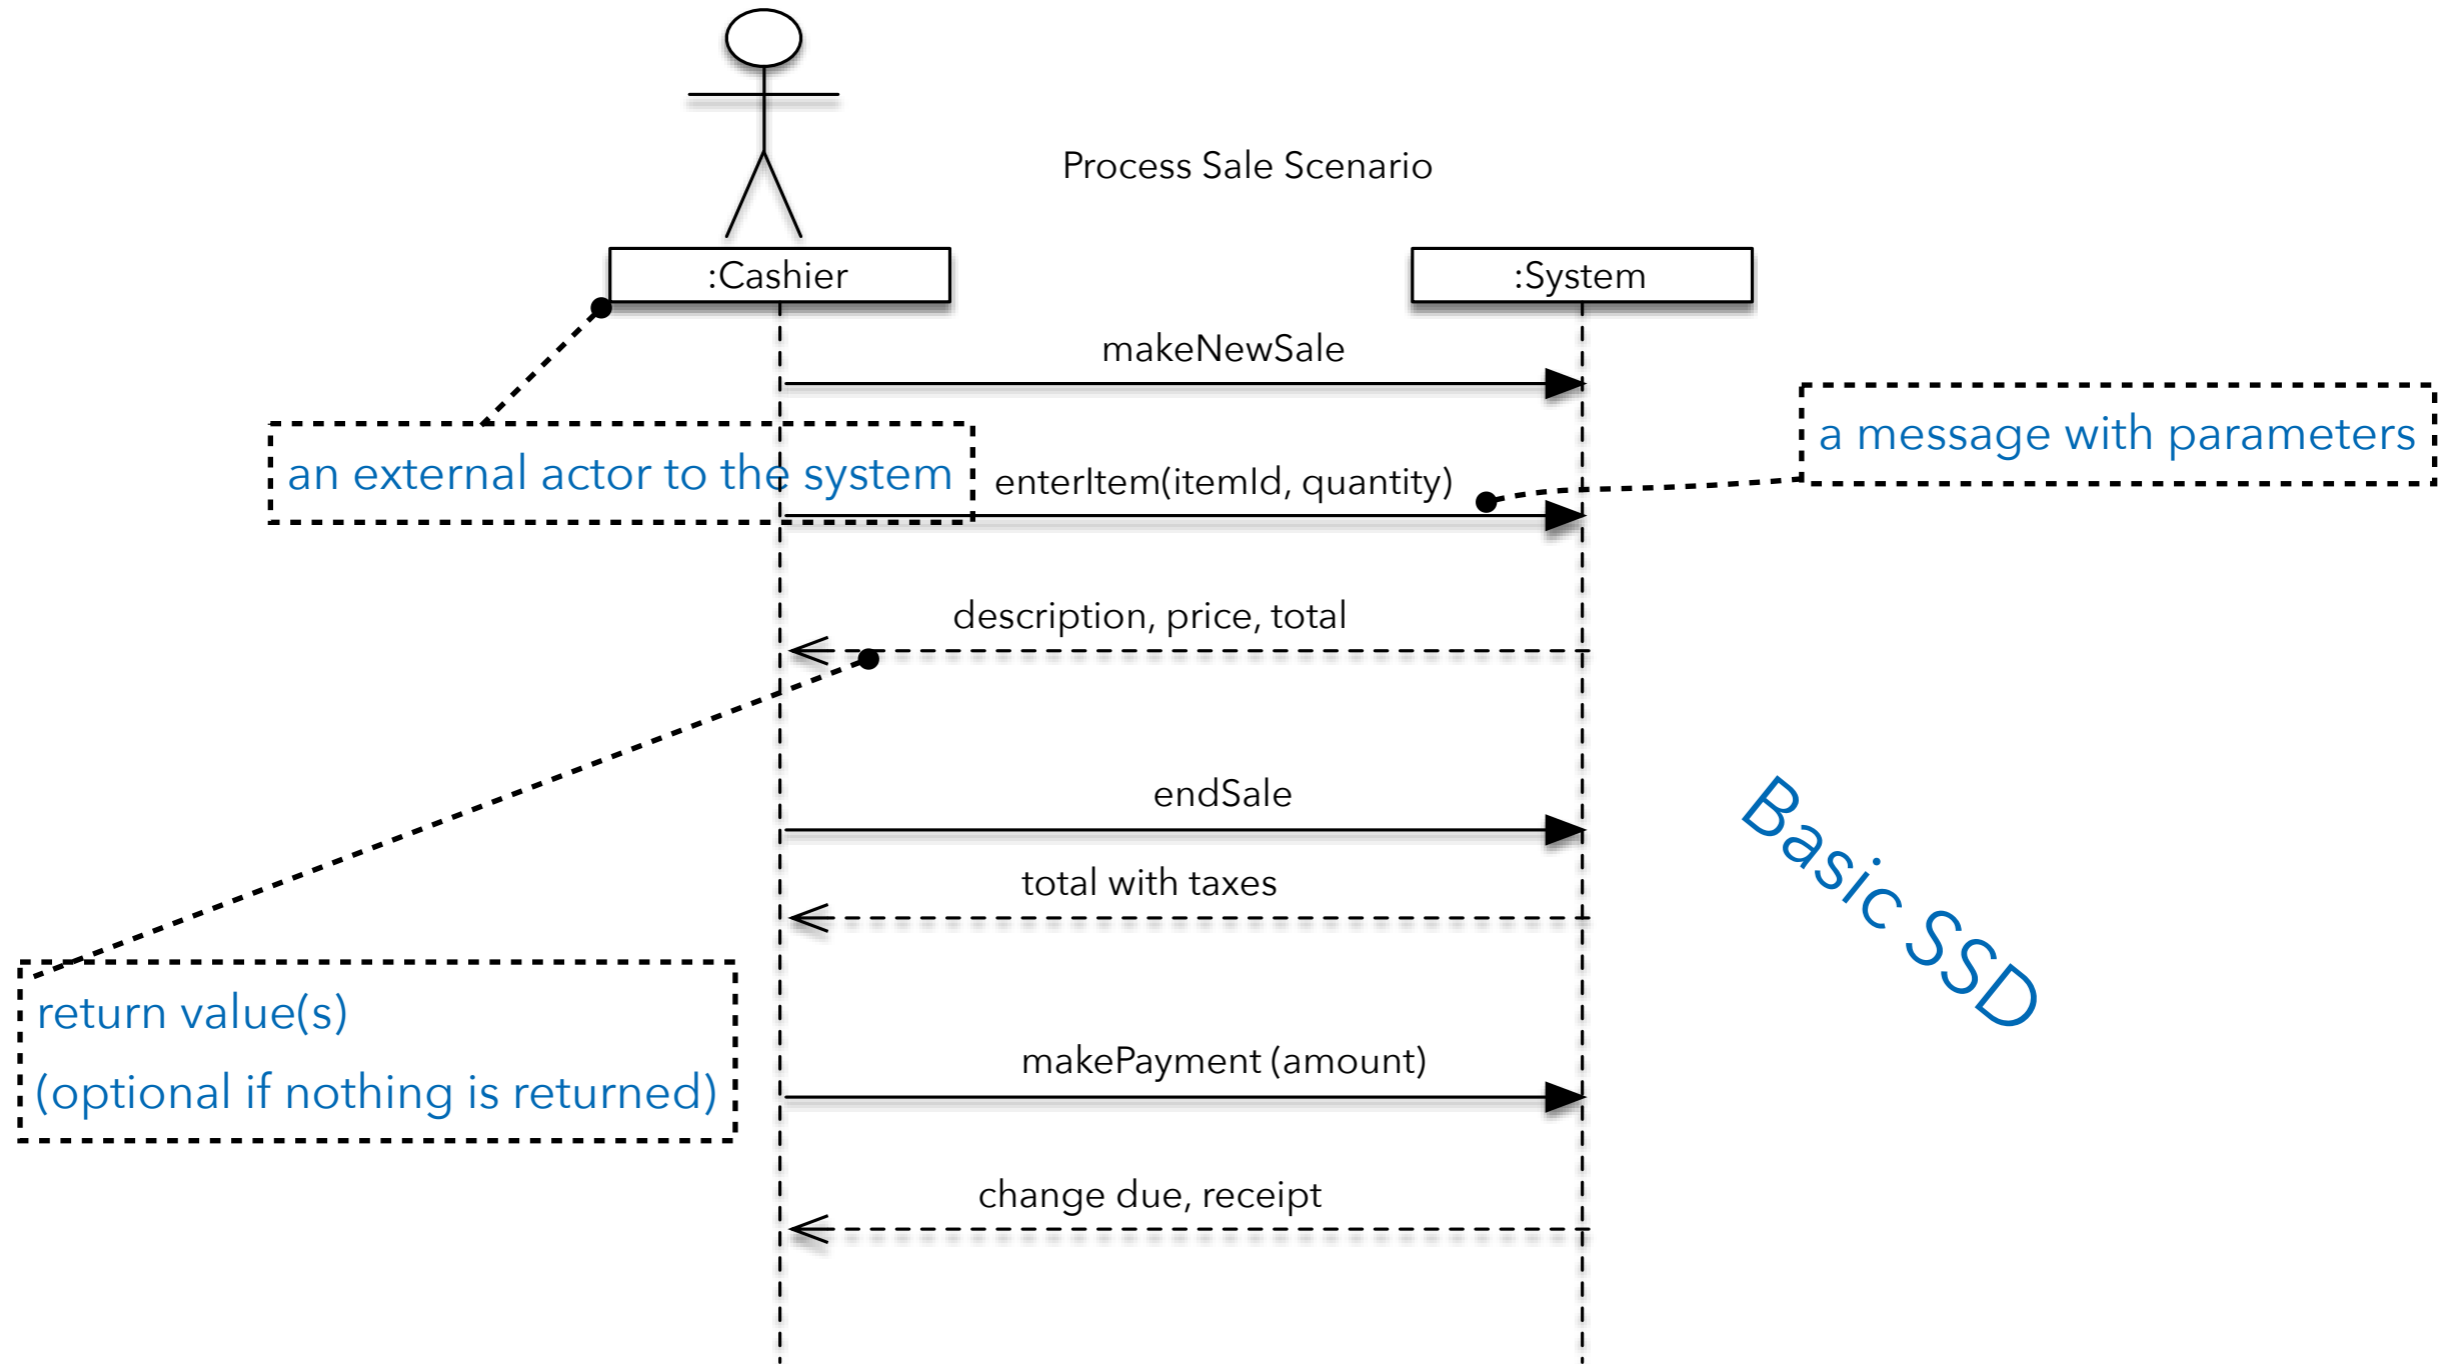 Process Sale Scenario
:Cashier
:System
makeNewSale
a message with parameters
an external actor to the system
enterItem(itemId, quantity)
description, price, total
endSale
Basic SSD
total with taxes
return value(s)
(optional if nothing is returned)
makePayment (amount)
change due, receipt